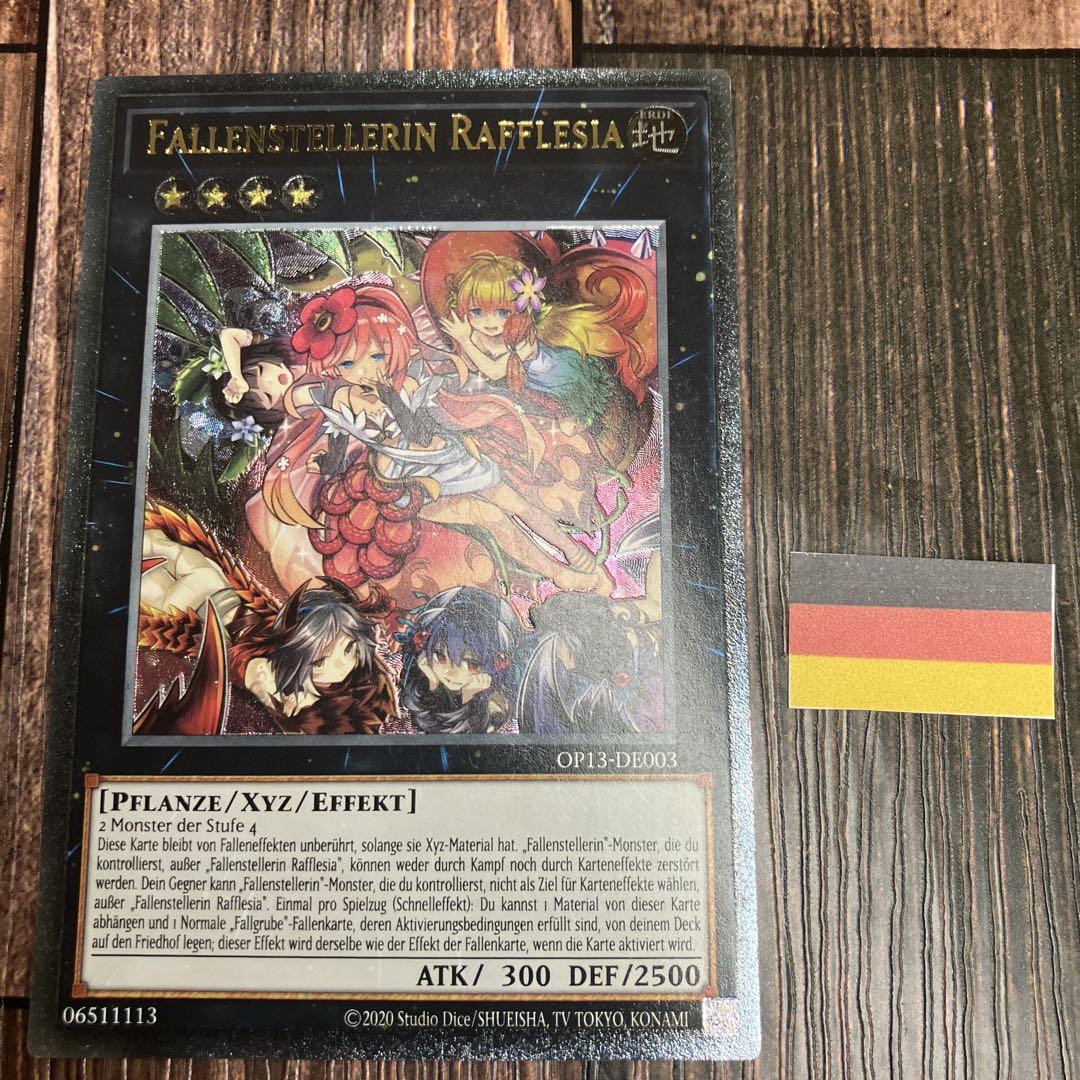 FALLENSTELLERIN RAFFLESIA
ERDE
地
OP13-DE003
[PFLANZE/XYZ/EFFEKT]
2 Monster der Stufe 4
Diese Karte bleibt von Falleneffekten unberührt, solange sie Xyz-Material hat. „Fallenstellerin"-Monster, die du
kontrollierst, außer „Fallenstellerin Rafflesia", können weder durch Kampf noch durch Karteneffekte zerstört
werden. Dein Gegner kann „Fallenstellerin"-Monster, die du kontrollierst, nicht als Ziel für Karteneffekte wählen,
außer „Fallenstellerin Rafflesia". Einmal pro Spielzug (Schnelleffekt): Du kannst 1 Material von dieser Karte
abhängen und 1 Normale „Fallgrube"-Fallenkarte, deren Aktivierungsbedingungen erfüllt sind, von deinem Deck
auf den Friedhof legen; dieser Effekt wird derselbe wie der Effekt der Fallenkarte, wenn die Karte aktiviert wird.
ATK/ 300 DEF/2500
06511113
©2020 Studio Dice/SHUEISHA, TV TOKYO, KONAMI